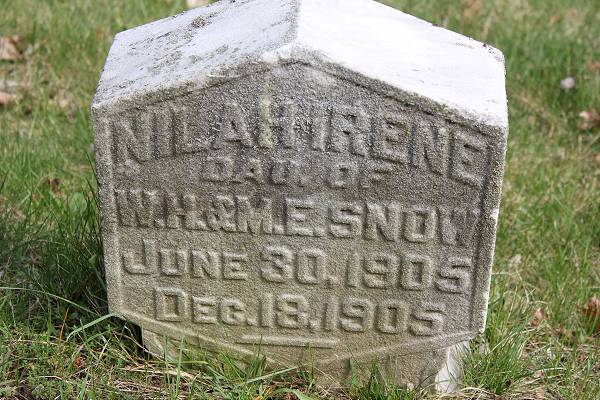 NILAH IRENE
DAU. OF
W.H.&M.E.SNOW
JUNE 30, 1905
DEC. 18. 1905